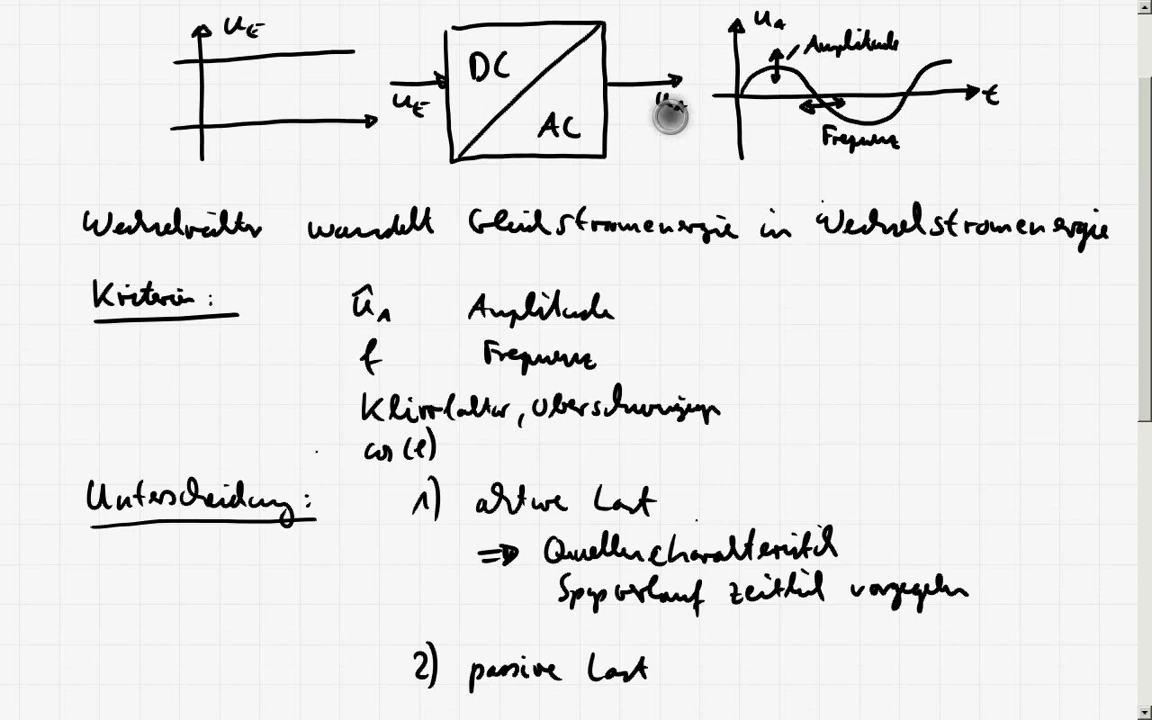 u_E
DC
AC
u_E
u_A
Amplitude
t
Frequenz
Wechselrichter wandelt Gleichstromenergie in Wechselstromenergie
Kriterien: û_A Amplitude
f Frequenz
Klirrfaktor, Oberschwingungen
cos(φ)
Unterscheidung: 1) aktive Last
⇒ Quellencharakteristik
Spgsverlauf zeitlich vorgegeben
2) passive Last